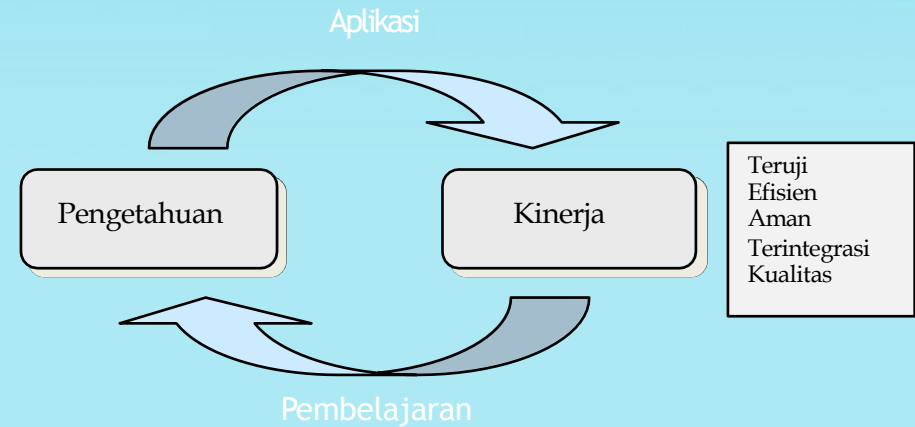 Aplikasi
Pengetahuan
Kinerja
Teruji
Efisien
Aman
Terintegrasi
Kualitas
Pembelajaran